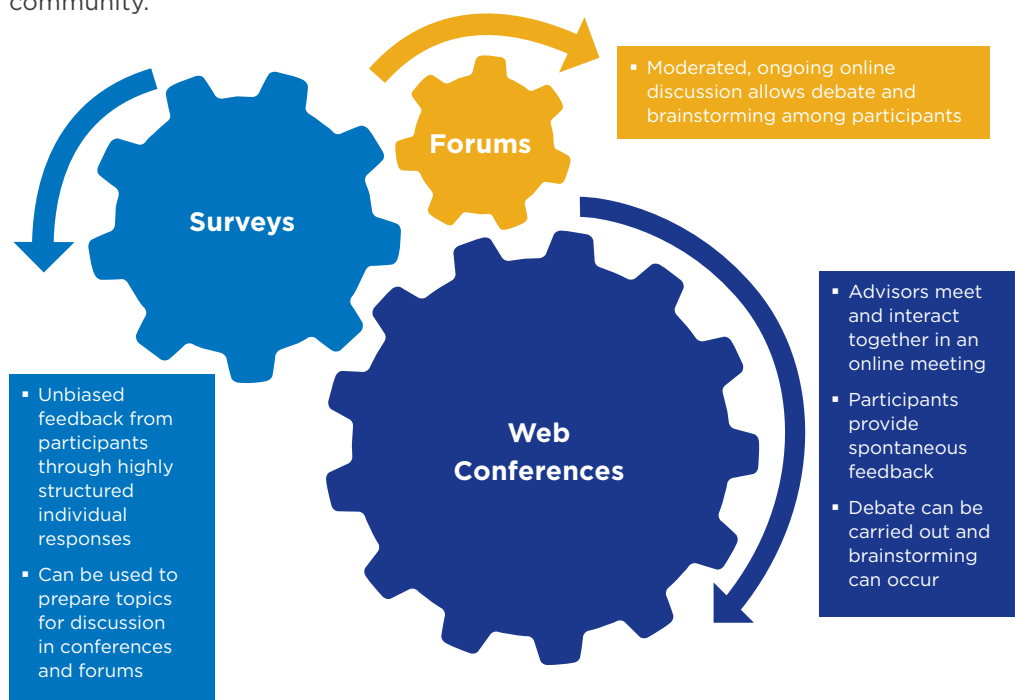 community.
Forums
▪ Moderated, ongoing online
discussion allows debate and
brainstorming among participants
Surveys
▪ Advisors meet
and interact
together in an
online meeting
▪ Participants
provide
spontaneous
feedback
▪ Debate can be
carried out and
brainstorming
can occur
Web
Conferences
▪ Unbiased
feedback from
participants
through highly
structured
individual
responses
▪ Can be used to
prepare topics
for discussion
in conferences
and forums